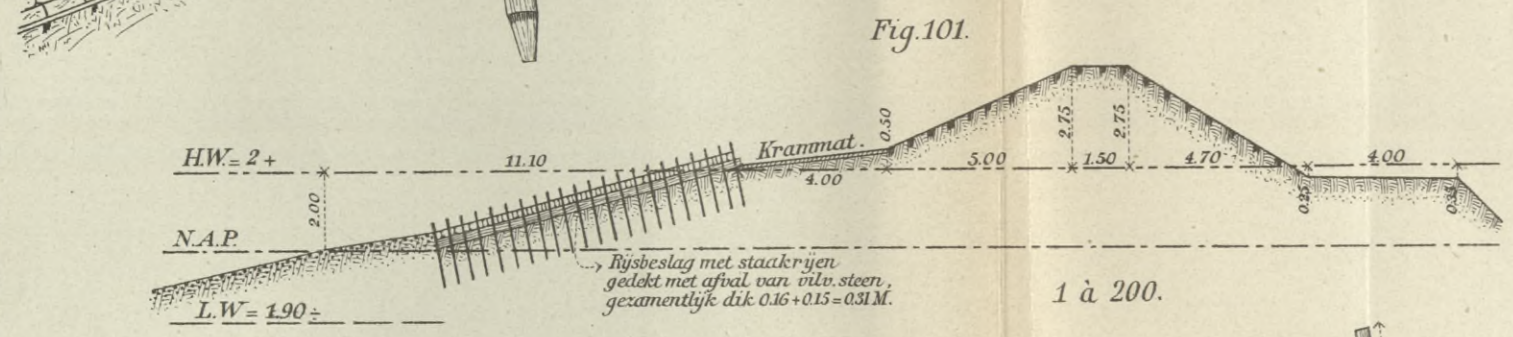 Fig.101.
H.W. = 2 +
11.10
Krammat.
0.50
2.75
2.75
5.00
1.50
4.70
4.00
4.00
2.00
0.25
0.35
N.A.P.
Rijsbeslag met staakrijen
gedekt met afval van vilv. steen,
gezamentlijk dik 0.16 + 0.15 = 0.31 M.
1 à 200.
L.W = 1.90 ÷